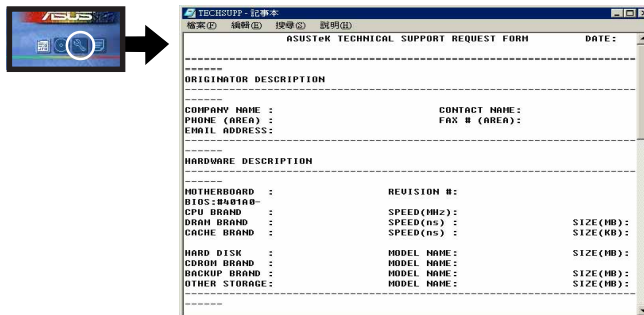 ASUS
TECHSUPP - 記事本
檔案(F) 編輯(E) 搜尋(S) 說明(H)
ASUSTeK TECHNICAL SUPPORT REQUEST FORM DATE:
------
ORIGINATOR DESCRIPTION
------
COMPANY NAME : CONTACT NAME:
PHONE (AREA) : FAX # (AREA):
EMAIL ADDRESS:
------
HARDWARE DESCRIPTION
------
MOTHERBOARD : REVISION #:
BIOS:#401A0-
CPU BRAND : SPEED(MHz):
DRAM BRAND : SPEED(ns) : SIZE(MB):
CACHE BRAND : SPEED(ns) : SIZE(KB):
HARD DISK : MODEL NAME: SIZE(MB):
CDROM BRAND : MODEL NAME:
BACKUP BRAND : MODEL NAME: SIZE(MB):
OTHER STORAGE: MODEL NAME: SIZE(MB):
------